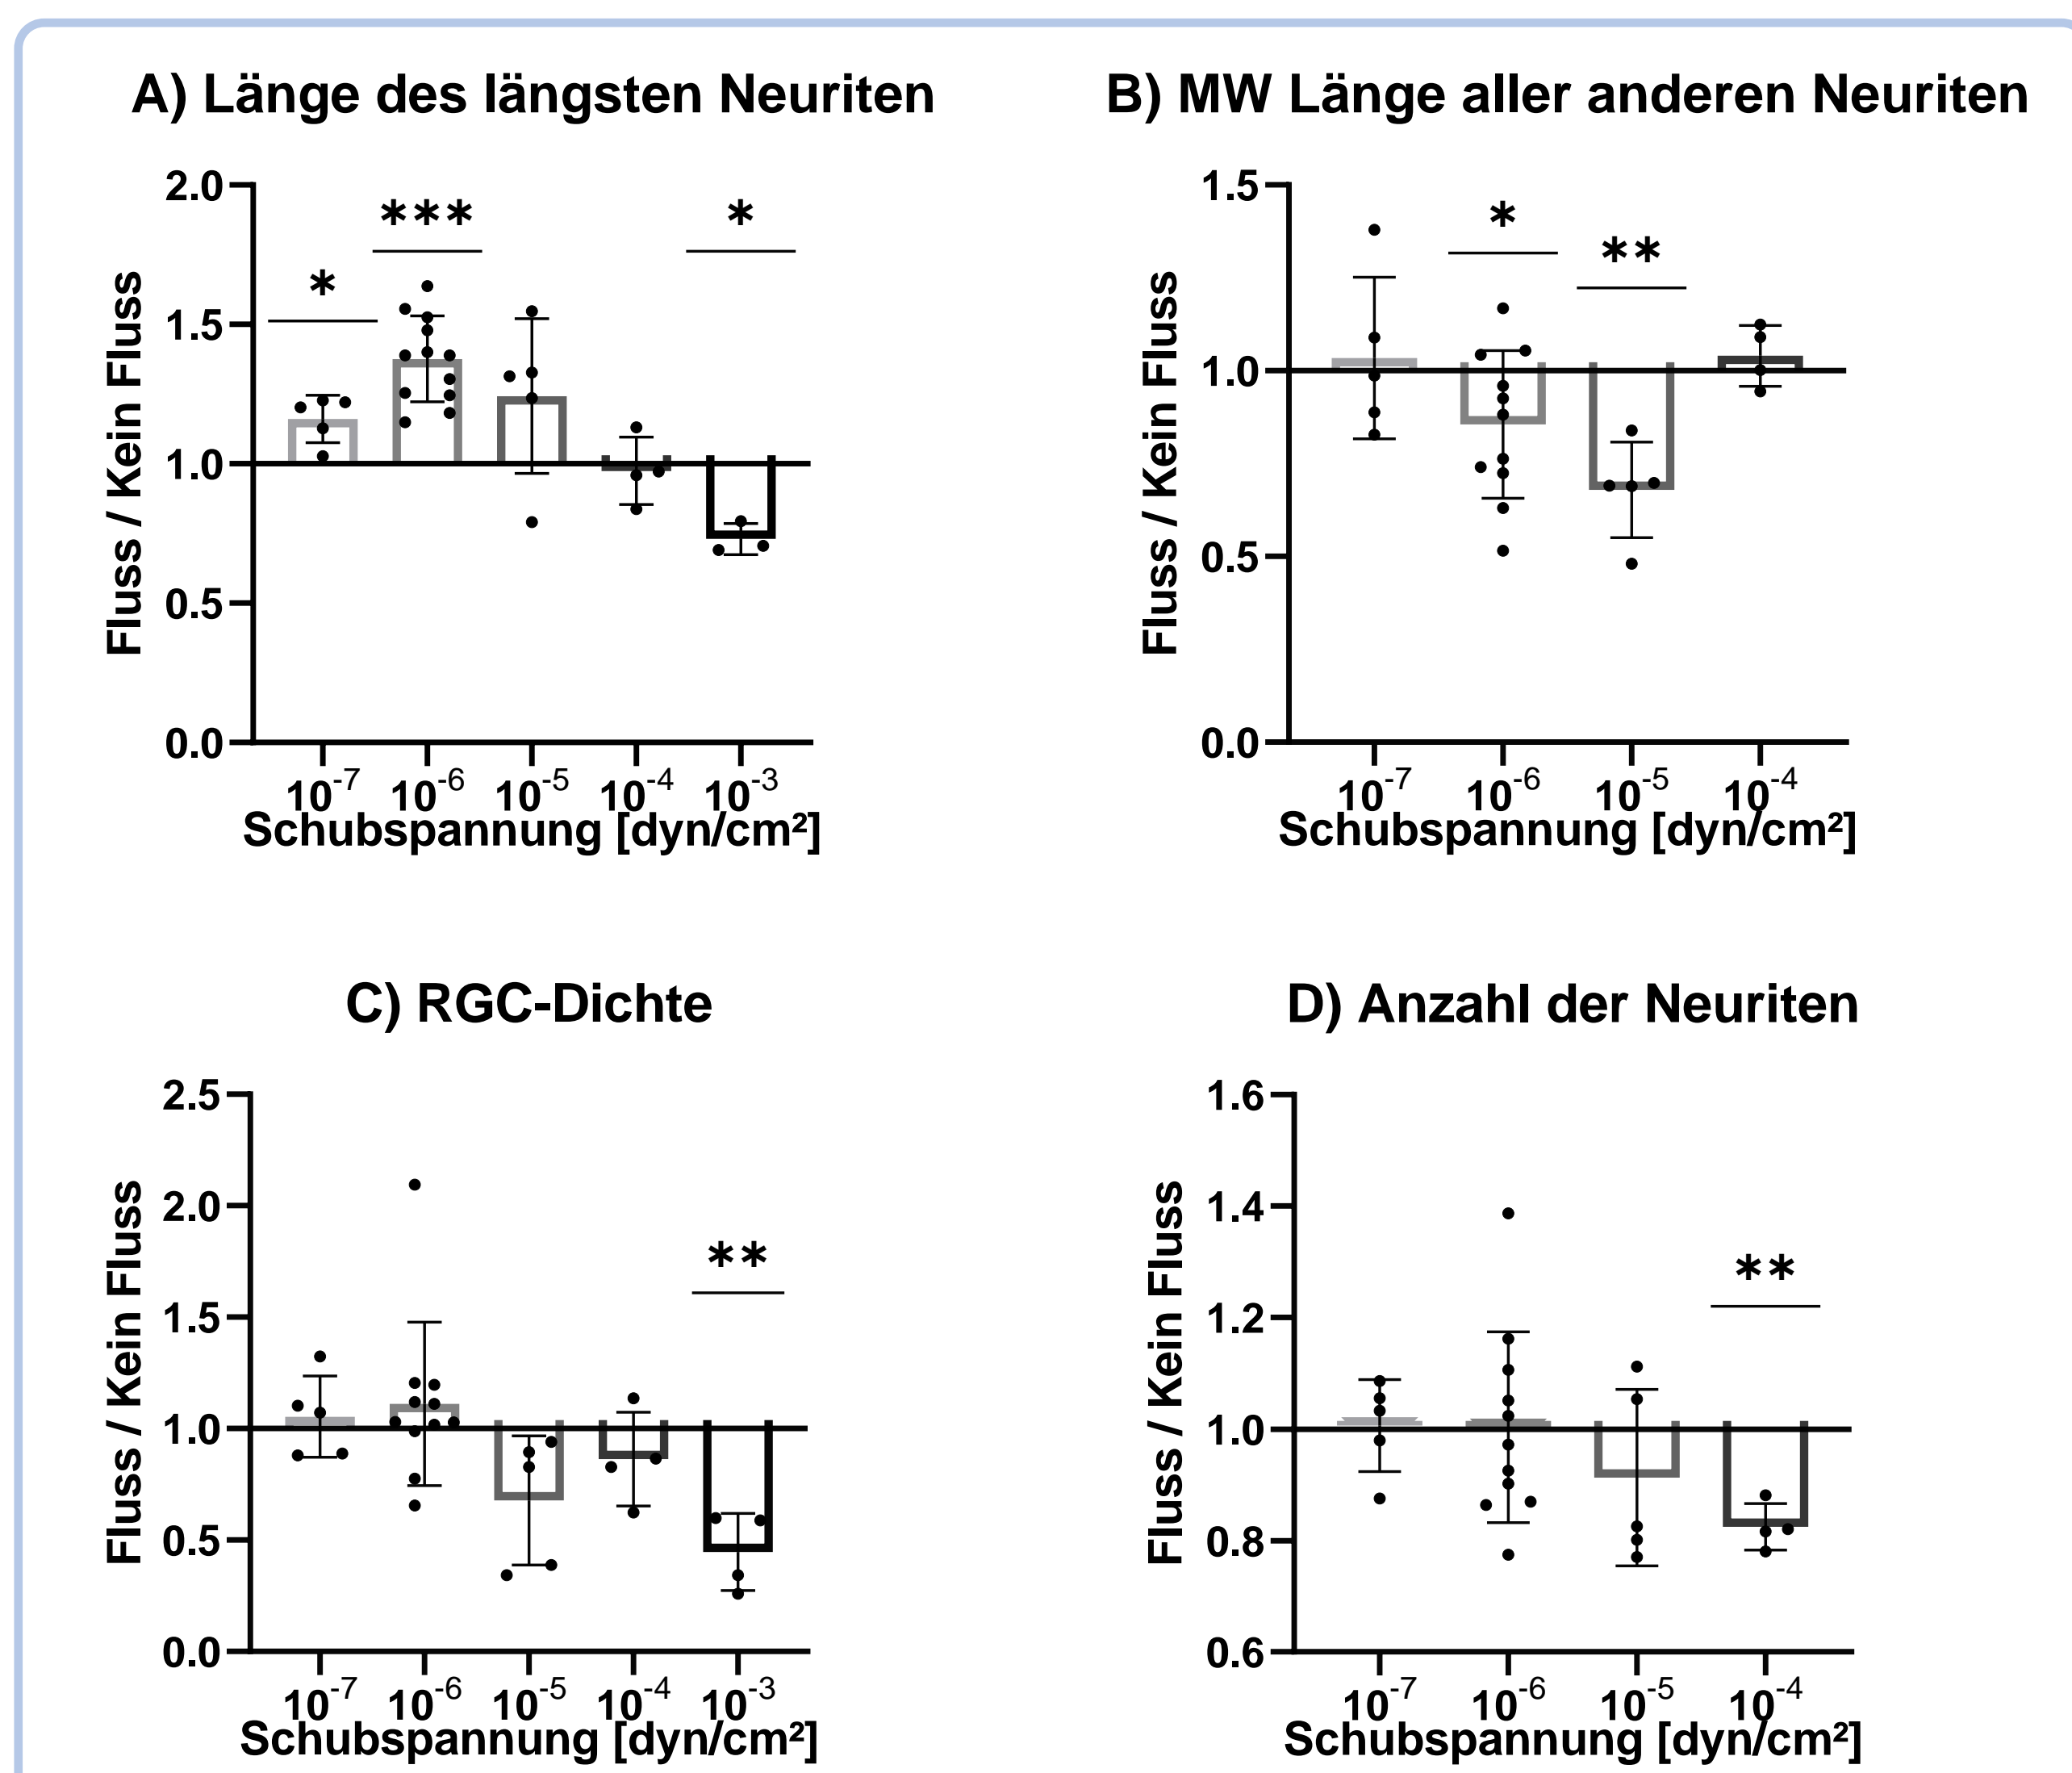 A) Länge des längsten Neuriten
Fluss / Kein Fluss
2.0
1.5
1.0
0.5
0.0
*
***
*
10-7 10-6 10-5 10-4 10-3
Schubspannung [dyn/cm²]
B) MW Länge aller anderen Neuriten
Fluss / Kein Fluss
1.5
1.0
0.5
0.0
*
**
10-7 10-6 10-5 10-4
Schubspannung [dyn/cm²]
C) RGC-Dichte
Fluss / Kein Fluss
2.5
2.0
1.5
1.0
0.5
0.0
**
10-7 10-6 10-5 10-4 10-3
Schubspannung [dyn/cm²]
D) Anzahl der Neuriten
Fluss / Kein Fluss
1.6
1.4
1.2
1.0
0.8
0.6
**
10-7 10-6 10-5 10-4
Schubspannung [dyn/cm²]